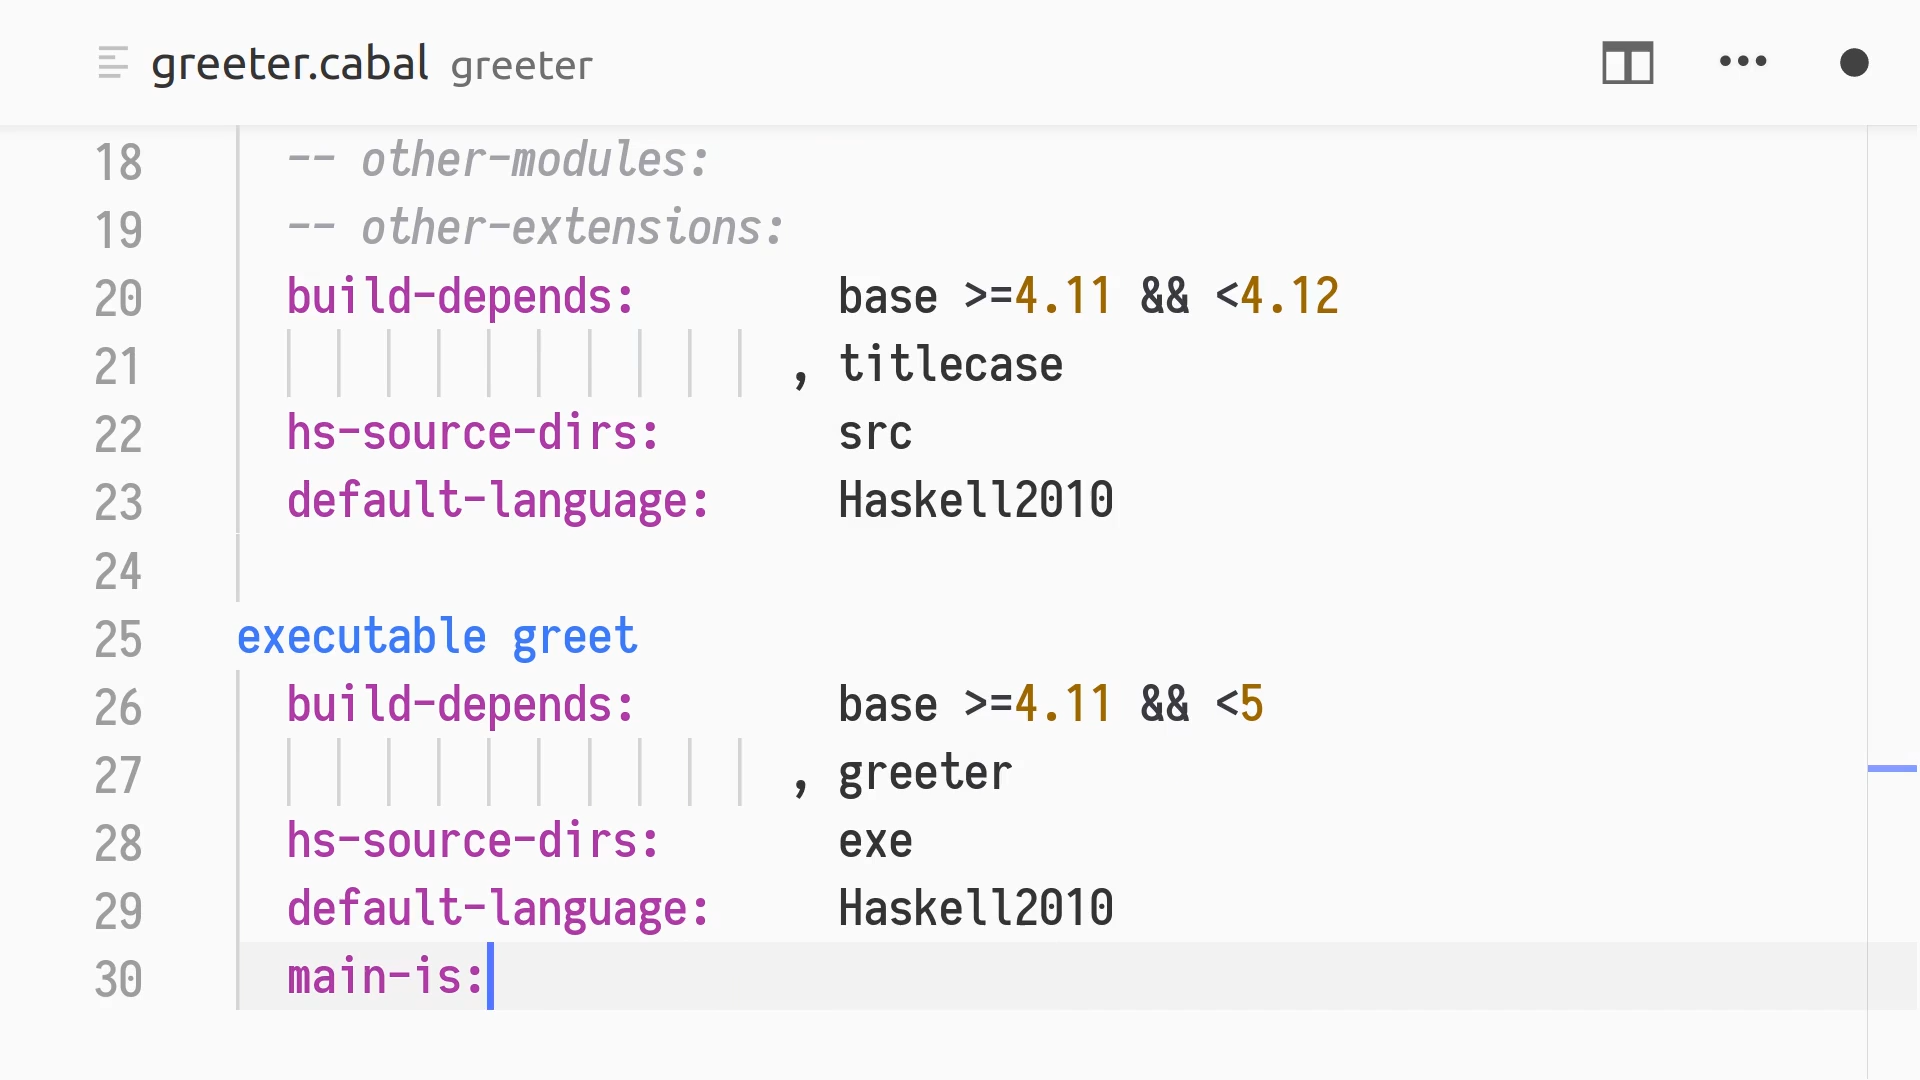 greeter.cabal greeter
18 -- other-modules:
19 -- other-extensions:
20 build-depends: base >=4.11 && <4.12
21 , titlecase
22 hs-source-dirs: src
23 default-language: Haskell2010
24
25 executable greet
26 build-depends: base >=4.11 && <5
27 , greeter
28 hs-source-dirs: exe
29 default-language: Haskell2010
30 main-is: